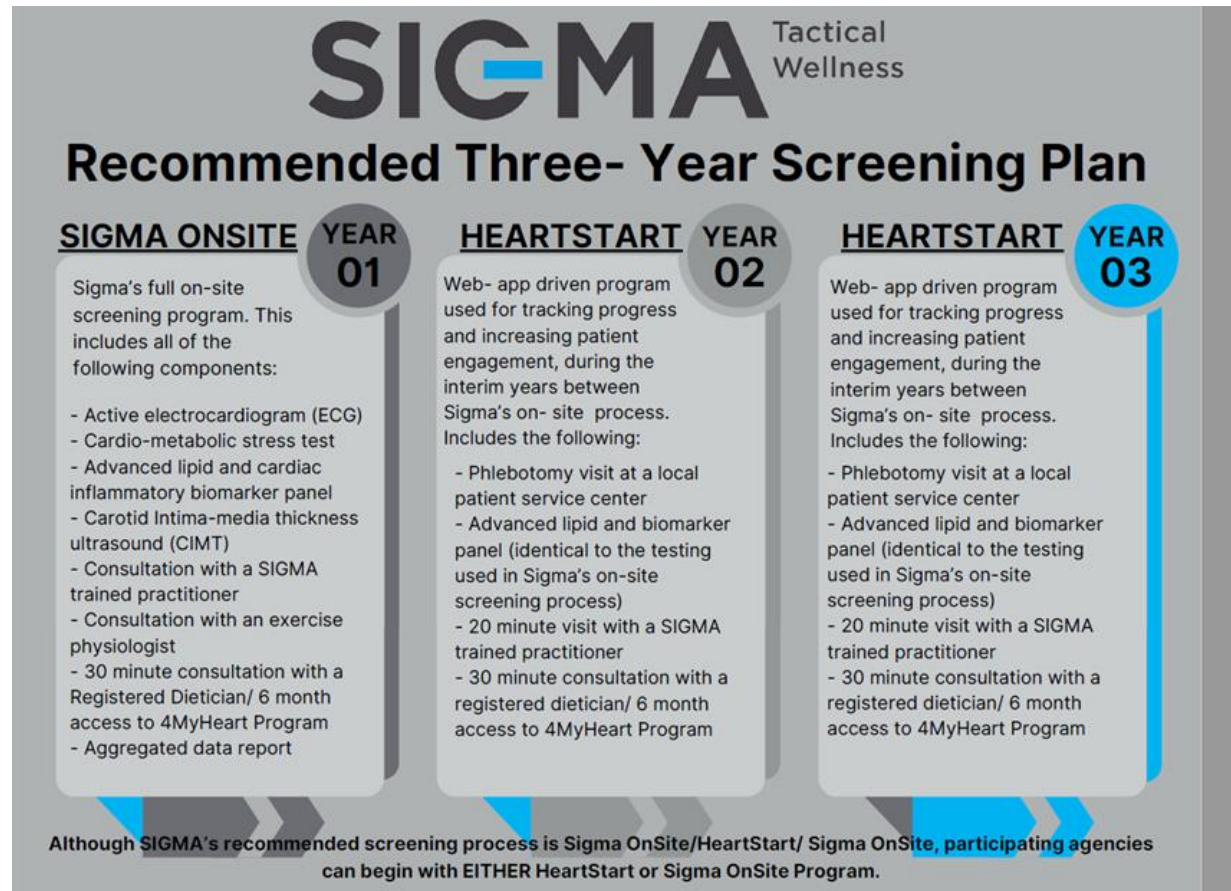 SIGMA Tactical
Wellness
Recommended Three- Year Screening Plan
SIGMA ONSITE
YEAR
01
Sigma's full on-site
screening program. This
includes all of the
following components:
- Active electrocardiogram (ECG)
- Cardio-metabolic stress test
- Advanced lipid and cardiac
inflammatory biomarker panel
- Carotid Intima-media thickness
ultrasound (CIMT)
- Consultation with a SIGMA
trained practitioner
- Consultation with an exercise
physiologist
- 30 minute consultation with a
Registered Dietician/ 6 month
access to 4MyHeart Program
- Aggregated data report
HEARTSTART
YEAR
02
Web- app driven program
used for tracking progress
and increasing patient
engagement, during the
interim years between
Sigma's on- site process.
Includes the following:
- Phlebotomy visit at a local
patient service center
- Advanced lipid and biomarker
panel (identical to the testing
used in Sigma's on-site
screening process)
- 20 minute visit with a SIGMA
trained practitioner
- 30 minute consultation with a
registered dietician/ 6 month
access to 4MyHeart Program
HEARTSTART
YEAR
03
Web- app driven program
used for tracking progress
and increasing patient
engagement, during the
interim years between
Sigma's on- site process.
Includes the following:
- Phlebotomy visit at a local
patient service center
- Advanced lipid and biomarker
panel (identical to the testing
used in Sigma's on-site
screening process)
- 20 minute visit with a SIGMA
trained practitioner
- 30 minute consultation with a
registered dietician/ 6 month
access to 4MyHeart Program
Although SIGMA's recommended screening process is Sigma OnSite/HeartStart/ Sigma OnSite, participating agencies
can begin with EITHER HeartStart or Sigma OnSite Program.